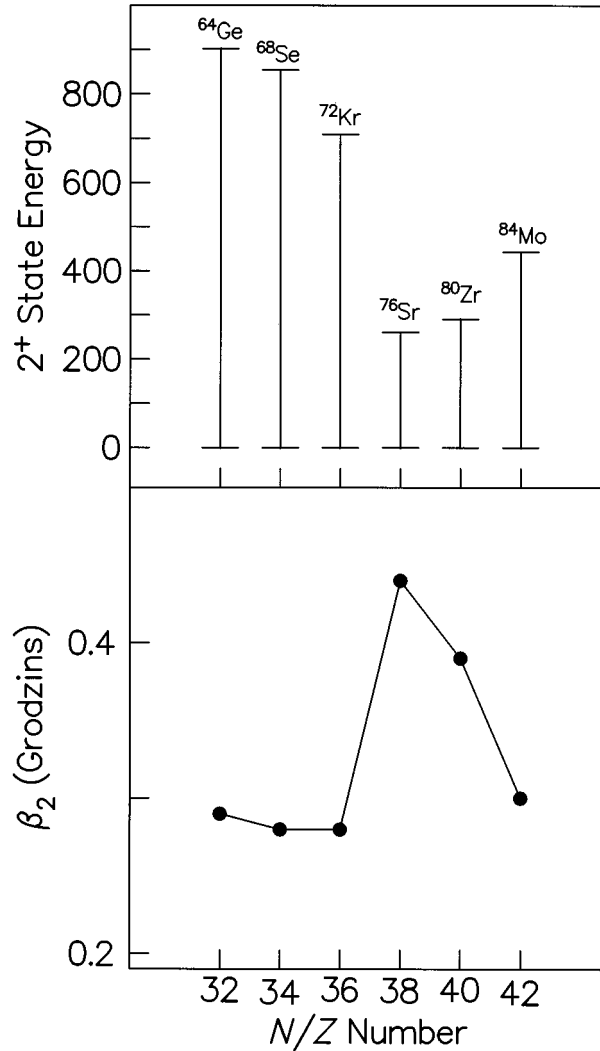 ⁶⁴Ge
⁶⁸Se
⁷²Kr
⁷⁶Sr
⁸⁰Zr
⁸⁴Mo
2⁺ State Energy
800
600
400
200
0
β₂ (Grodzins)
0.4
0.2
32 34 36 38 40 42
N/Z Number